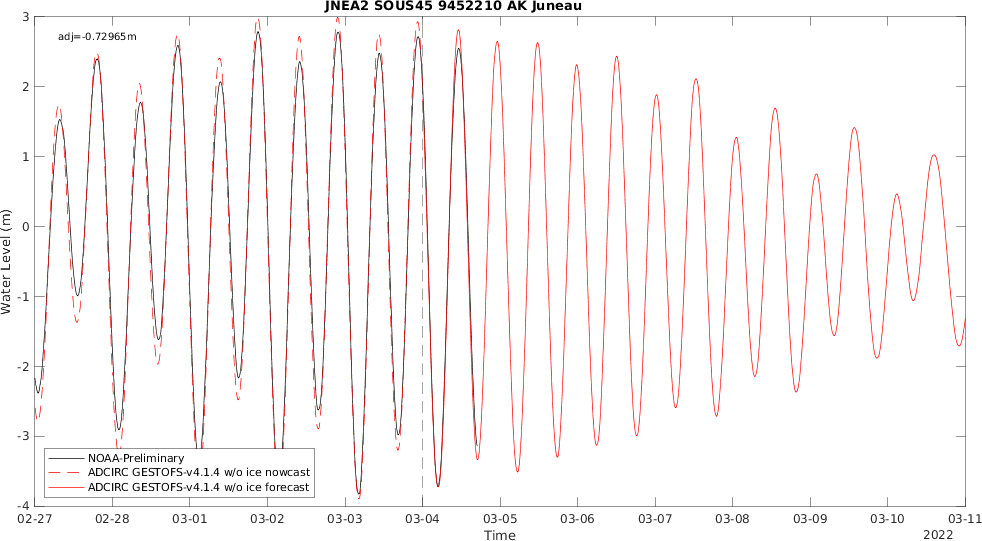 JNEA2 SOUS45 9452210 AK Juneau
adj=-0.72965m
3
2
1
0
-1
-2
-3
-4
Water Level (m)
NOAA-Preliminary
ADCIRC GESTOFS-v4.1.4 w/o ice nowcast
ADCIRC GESTOFS-v4.1.4 w/o ice forecast
02-27 02-28 03-01 03-02 03-03 03-04 03-05 03-06 03-07 03-08 03-09 03-10 03-11
Time
2022